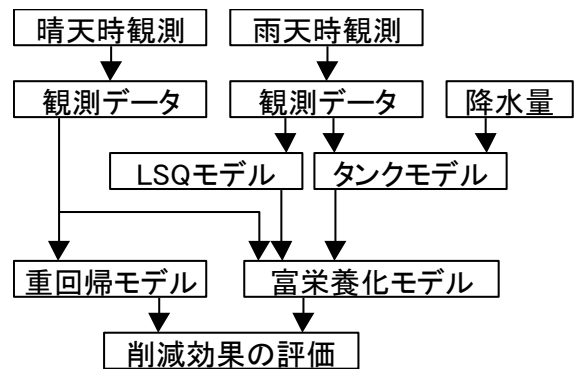 晴天時観測
雨天時観測
観測データ
観測データ
降水量
LSQモデル
タンクモデル
重回帰モデル
富栄養化モデル
削減効果の評価